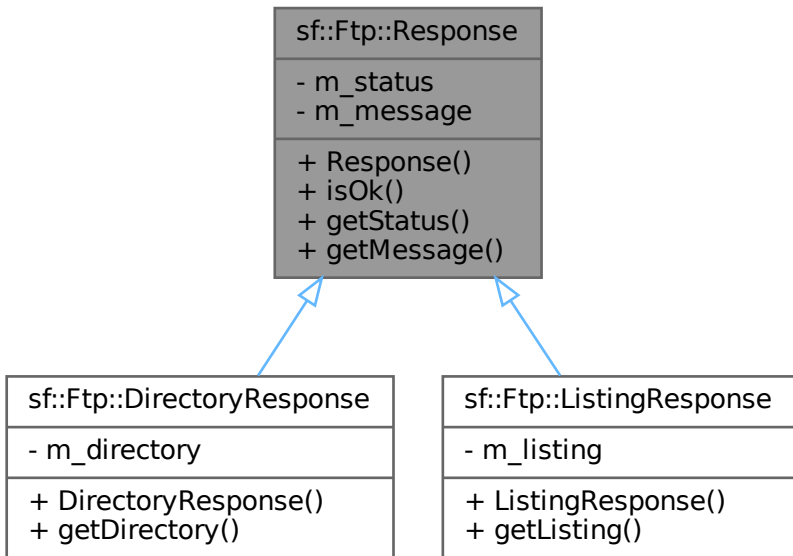 sf::Ftp::Response
- m_status
- m_message
+ Response()
+ isOk()
+ getStatus()
+ getMessage()
sf::Ftp::DirectoryResponse
- m_directory
+ DirectoryResponse()
+ getDirectory()
sf::Ftp::ListingResponse
- m_listing
+ ListingResponse()
+ getListing()